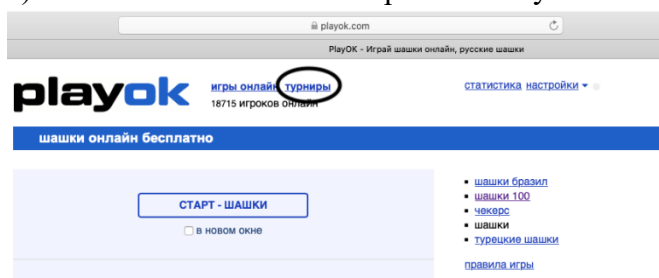 playok.com
PlayOK - Играй шашки онлайн, русские шашки
playok
игры онлайн турниры
статистика настройки
18715 игроков онлайн
шашки онлайн бесплатно
СТАРТ - ШАШКИ
в новом окне
шашки бразил
шашки 100
чекерс
шашки
турецкие шашки
правила игры